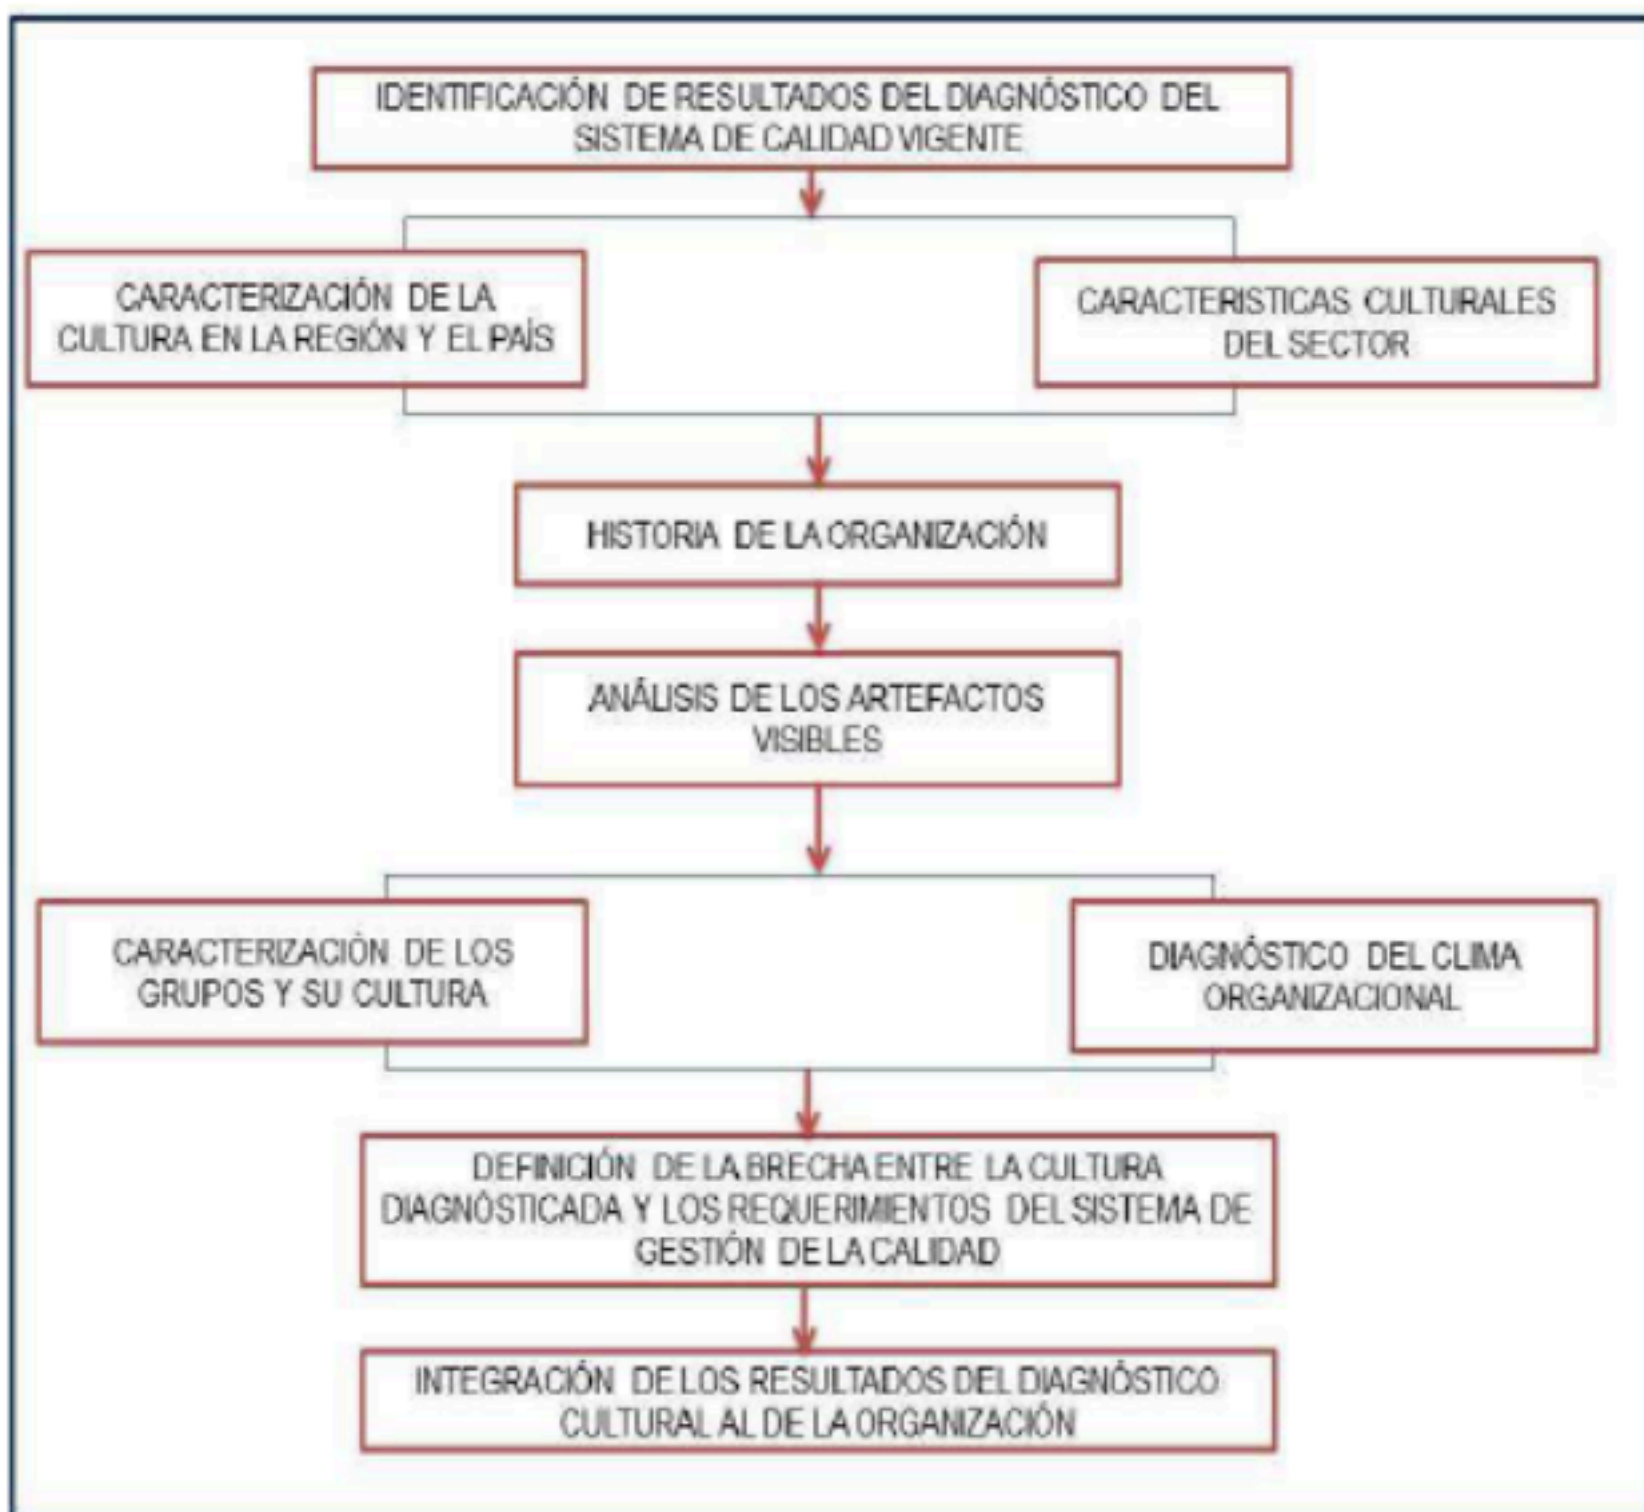 IDENTIFICACIÓN DE RESULTADOS DEL DIAGNÓSTICO DEL
SISTEMA DE CALIDAD VIGENTE
CARACTERIZACIÓN DE LA
CULTURA EN LA REGIÓN Y EL PAÍS
CARACTERISTICAS CULTURALES
DEL SECTOR
HISTORIA DE LA ORGANIZACIÓN
ANÁLISIS DE LOS ARTEFACTOS
VISIBLES
CARACTERIZACIÓN DE LOS
GRUPOS Y SU CULTURA
DIAGNÓSTICO DEL CLIMA
ORGANIZACIONAL
DEFINICIÓN DE LA BRECHA ENTRE LA CULTURA
DIAGNÓSTICADA Y LOS REQUERIMIENTOS DEL SISTEMA DE
GESTIÓN DE LA CALIDAD
INTEGRACIÓN DE LOS RESULTADOS DEL DIAGNÓSTICO
CULTURAL AL DE LA ORGANIZACIÓN